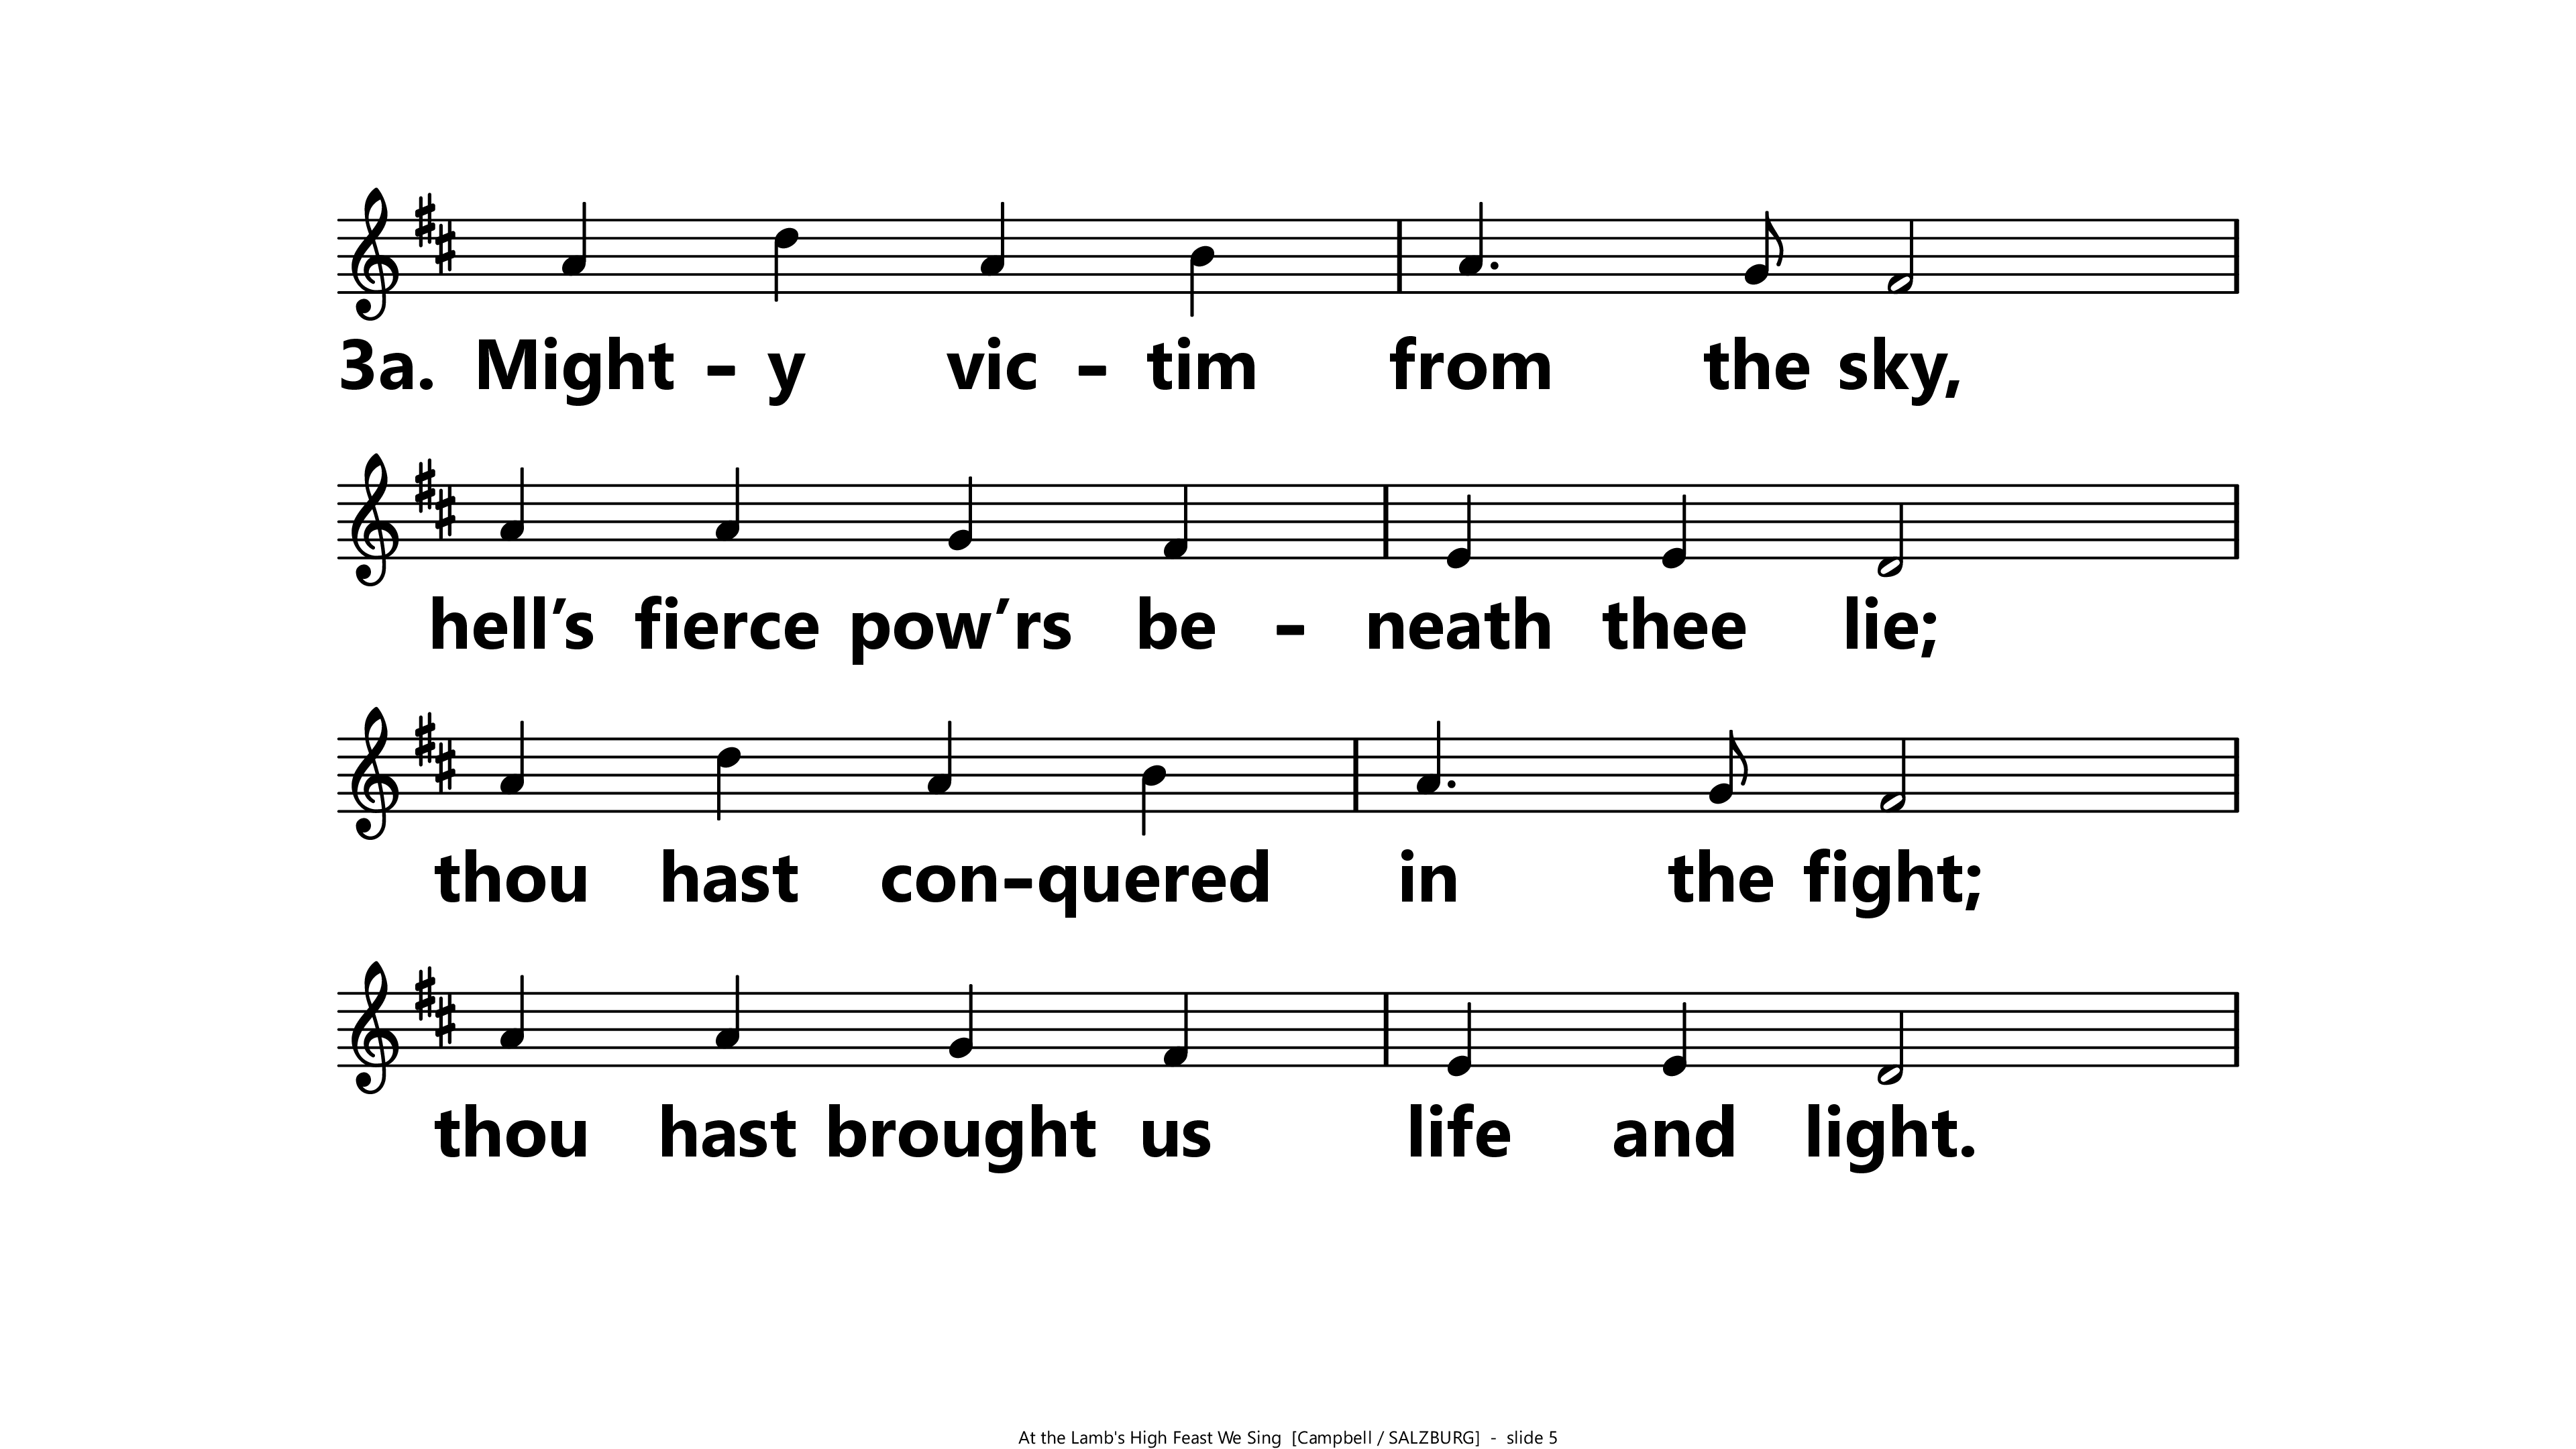 3a. Might - y vic - tim from the sky,
hell’s fierce pow’rs be - neath thee lie;
thou hast con-quered in the fight;
thou hast brought us life and light.
At the Lamb's High Feast We Sing [Campbell / SALZBURG] - slide 5